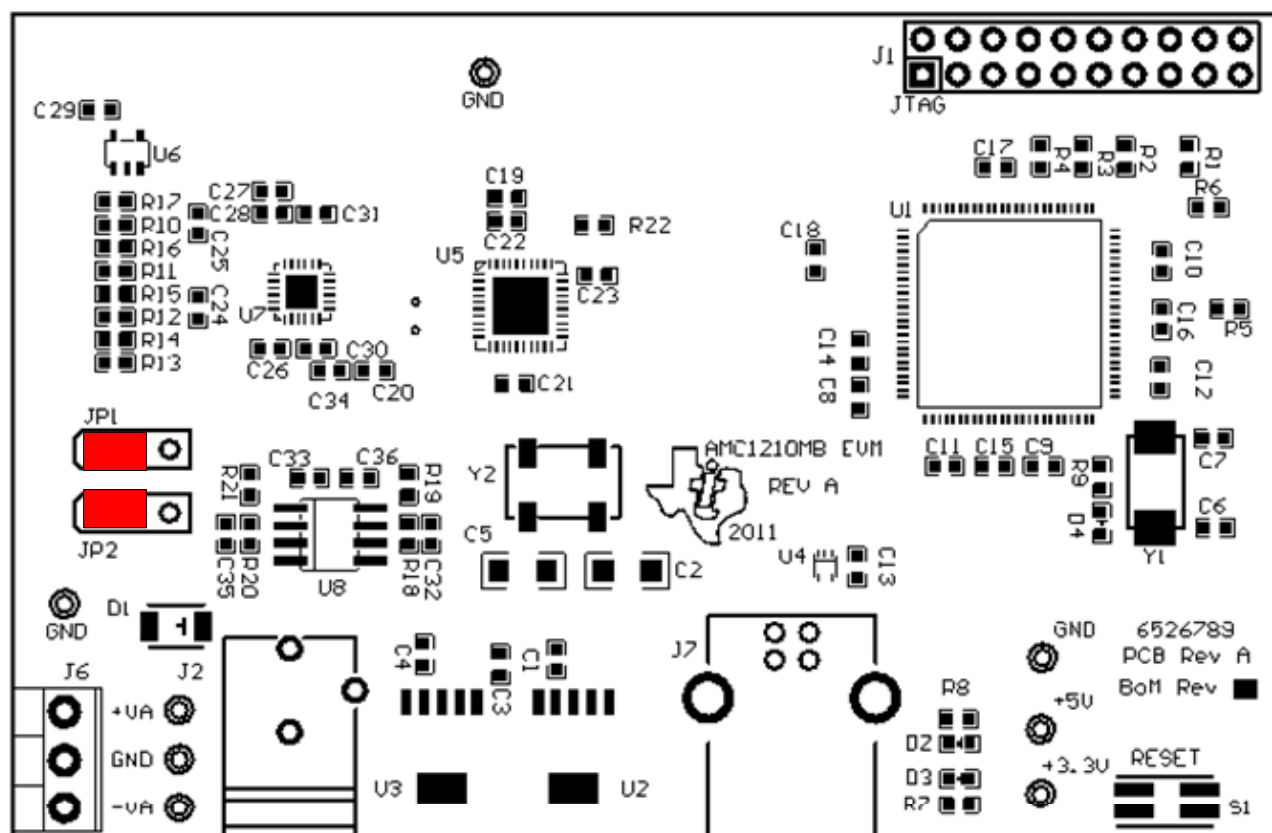 J1
GND
JTAG
C29
U6
C17
R4
R3
R2
R1
R6
R17
R10
R16
R11
R15
R12
R14
R13
C27
C28
C31
C25
C24
U7
C26
C30
C34
C20
C19
C22
U5
R22
C23
C21
C18
U1
C10
C16
R5
C12
C14
C8
JP1
JP2
R21
C33
C36
R19
C35
R20
U8
R18
C32
Y2
C5
C2
AMC1210MB EVM
REV A
2011
U4
C13
C11
C15
C9
R9
D4
C7
C6
Y1
GND
D1
J6
J2
+VA
GND
-VA
C4
C3
C1
U3
U2
J7
R8
D2
D3
R7
GND
+5V
+3.3V
6526789
PCB Rev A
BoM Rev
RESET
S1